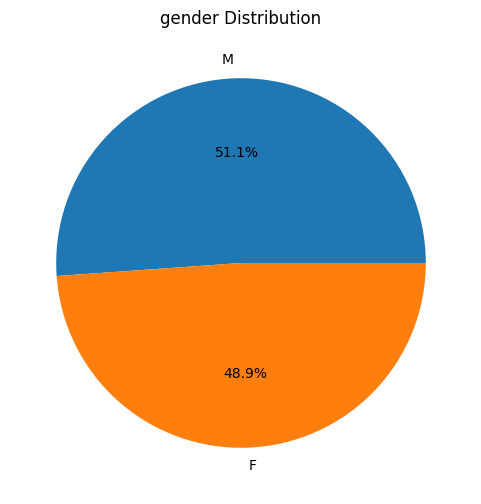 gender Distribution
M
51.1%
48.9%
F